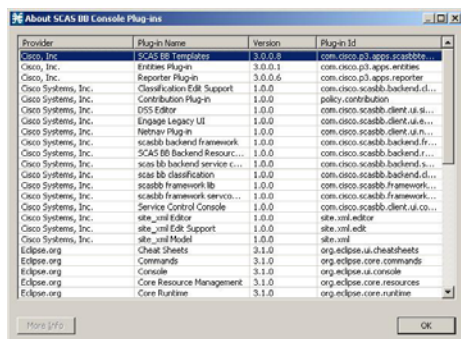 About SCAS BB Console Plug-ins
Provider Plug-in Name Version Plug-in Id
Cisco, Inc SCAS BB Templates 3.0.0.8 com.cisco.p3.apps.scasbbte...
Cisco, Inc. Entities Plug-in 3.0.0.1 com.cisco.p3.apps.entities
Cisco, Inc. Reporter Plug-in 3.0.0.6 com.cisco.p3.apps.reporter
Cisco Systems, Inc. Classification Edit Support 1.0.0 com.cisco.scasbb.backend.cl...
Cisco Systems, Inc. Contribution Plug-in 1.0.0 policy.contribution
Cisco Systems, Inc. DSS Editor 1.0.0 com.cisco.scasbb.client.ui.si...
Cisco Systems, Inc. Engage Legacy UI 1.0.0 com.cisco.scasbb.client.ui.e...
Cisco Systems, Inc. Netnav Plug-in 1.0.0 com.cisco.scasbb.client.ui.n...
Cisco Systems, Inc. scasbb backend framework 1.0.0 com.cisco.scasbb.backend.fr...
Cisco Systems, Inc. SCAS BB Backend Resourc... 1.0.0 com.cisco.scasbb.backend.r...
Cisco Systems, Inc. scas bb backend service c... 1.0.0 com.cisco.scasbb.backend.s...
Cisco Systems, Inc. scas bb classification 1.0.0 com.cisco.scasbb.backend.cl...
Cisco Systems, Inc. scasbb framework lib 1.0.0 com.cisco.scasbb.framework...
Cisco Systems, Inc. scasbb framework servco... 1.0.0 com.cisco.scasbb.framework...
Cisco Systems, Inc. Service Control Console 1.0.0 com.cisco.scasbb.client.ui.co...
Cisco Systems, Inc. site_xml Editor 1.0.0 site.xml.editor
Cisco Systems, Inc. site_xml Edit Support 1.0.0 site.xml.edit
Cisco Systems, Inc. site_xml Model 1.0.0 site.xml
Eclipse.org Cheat Sheets 3.1.0 org.eclipse.ui.cheatsheets
Eclipse.org Commands 3.1.0 org.eclipse.core.commands
Eclipse.org Console 3.1.0 org.eclipse.ui.console
Eclipse.org Core Resource Management 3.1.0 org.eclipse.core.resources
Eclipse.org Core Runtime 3.1.0 org.eclipse.core.runtime
More Info OK